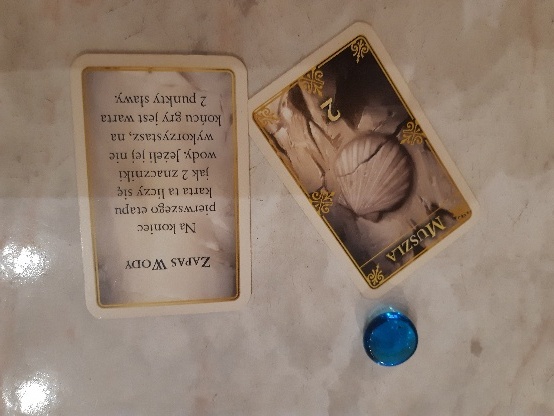 Zapas Wody
Na koniec
pierwszego etapu
karta ta liczy się
jak 2 znaczniki
wody. Jeżeli jej nie
wykorzystasz, na
końcu gry jest warta
2 punkty sławy.
Muszla
2